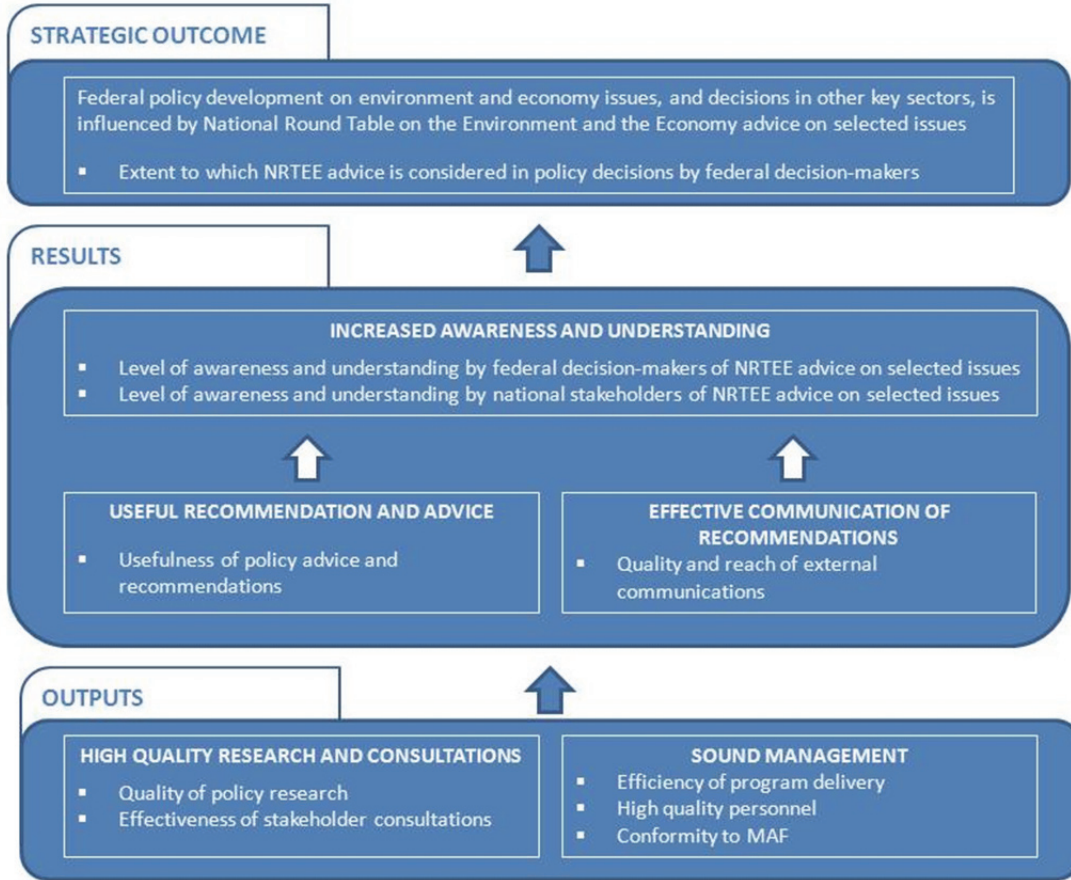 STRATEGIC OUTCOME
Federal policy development on environment and economy issues, and decisions in other key sectors, is
influenced by National Round Table on the Environment and the Economy advice on selected issues
▪ Extent to which NRTEE advice is considered in policy decisions by federal decision-makers
RESULTS
INCREASED AWARENESS AND UNDERSTANDING
▪ Level of awareness and understanding by federal decision-makers of NRTEE advice on selected issues
▪ Level of awareness and understanding by national stakeholders of NRTEE advice on selected issues
USEFUL RECOMMENDATION AND ADVICE
▪ Usefulness of policy advice and
recommendations
EFFECTIVE COMMUNICATION OF
RECOMMENDATIONS
▪ Quality and reach of external
communications
OUTPUTS
HIGH QUALITY RESEARCH AND CONSULTATIONS
▪ Quality of policy research
▪ Effectiveness of stakeholder consultations
SOUND MANAGEMENT
▪ Efficiency of program delivery
▪ High quality personnel
▪ Conformity to MAF